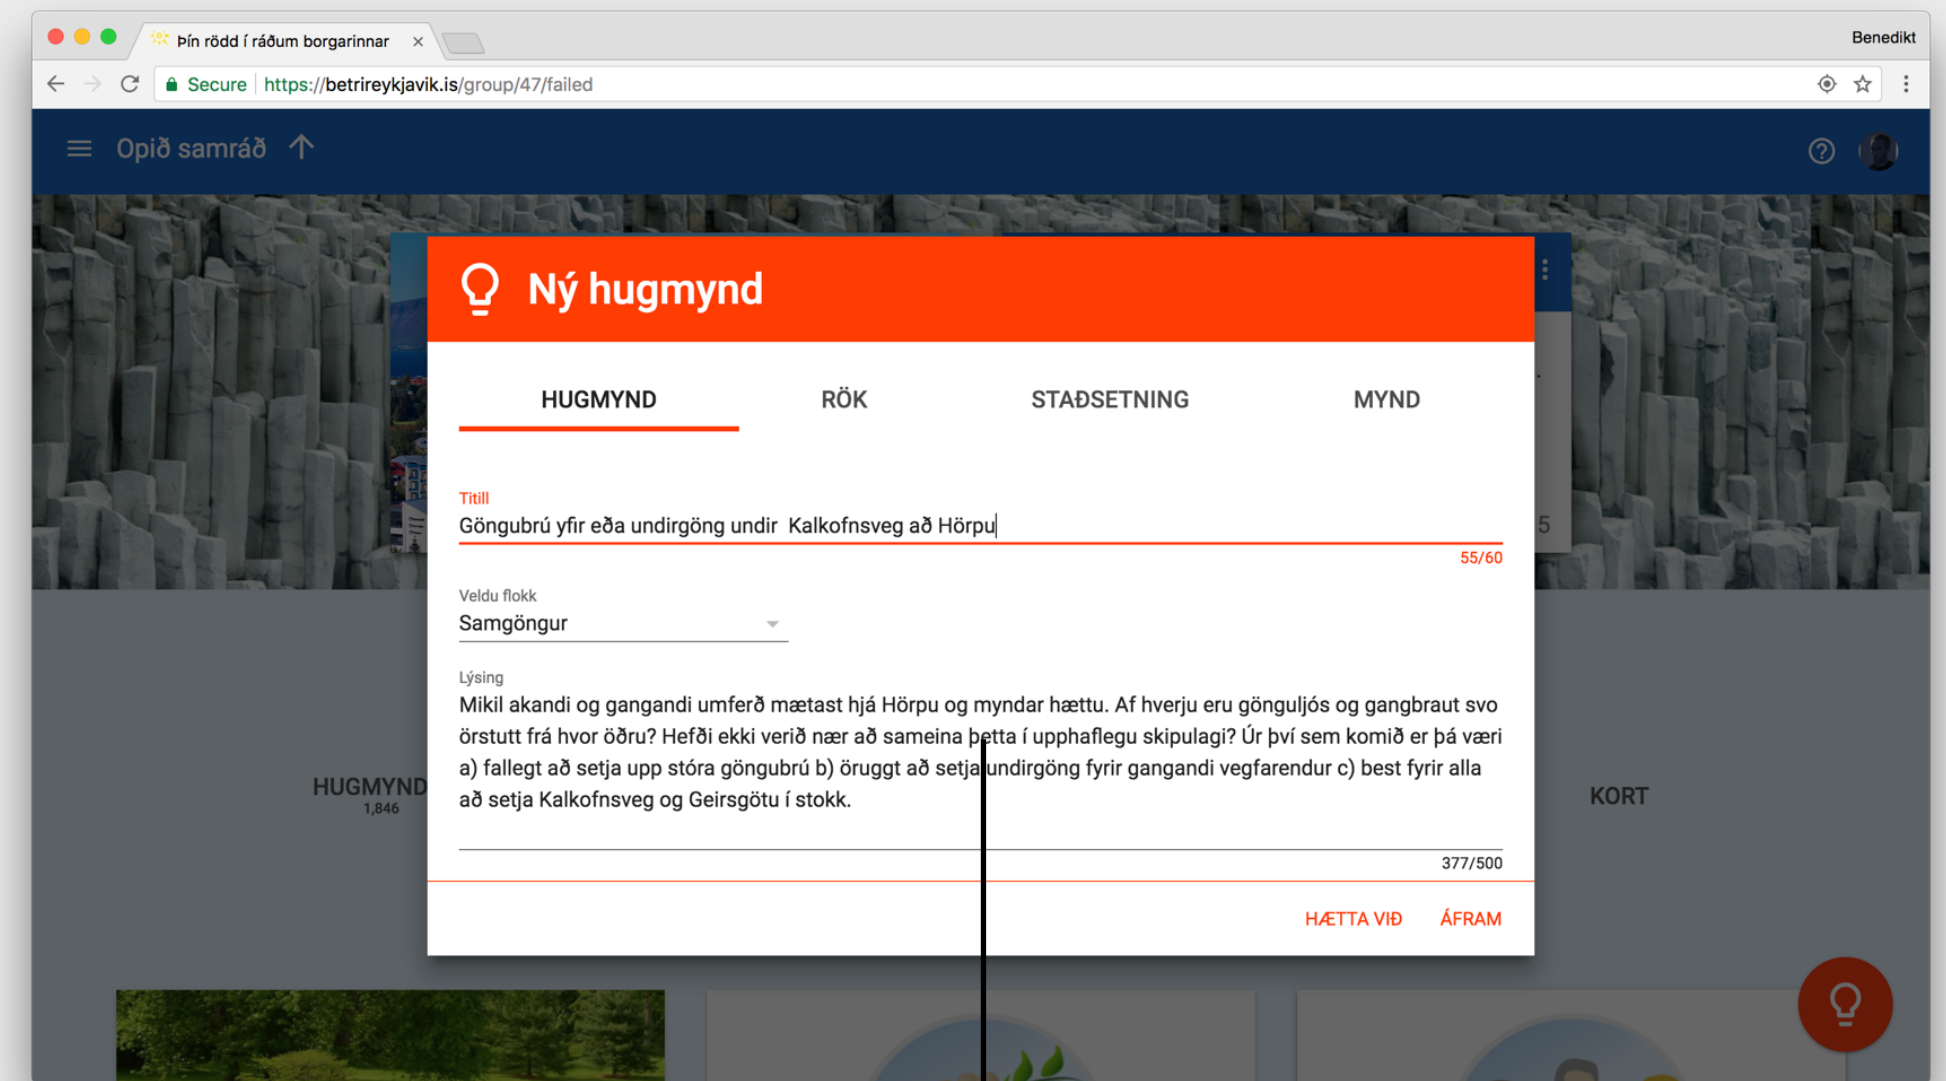 Þín rödd í ráðum borgarinnar
Benedikt
Secure https://betrireykjavik.is/group/47/failed
Opið samráð
Ný hugmynd
HUGMYND RÖK STAÐSETNING MYND
Titill
Göngubrú yfir eða undirgöng undir  Kalkofnsveg að Hörpu
5
55/60
Veldu flokk
Samgöngur
Lýsing
Mikil akandi og gangandi umferð mætast hjá Hörpu og myndar hættu. Af hverju eru gönguljós og gangbraut svo
örstutt frá hvor öðru? Hefði ekki verið nær að sameina þetta í upphaflegu skipulagi? Úr því sem komið er þá væri
a) fallegt að setja upp stóra göngubrú b) öruggt að setja undirgöng fyrir gangandi vegfarendur c) best fyrir alla
að setja Kalkofnsveg og Geirsgötu í stokk.
377/500
HUGMYND
1,846
KORT
HÆTTA VIÐ ÁFRAM